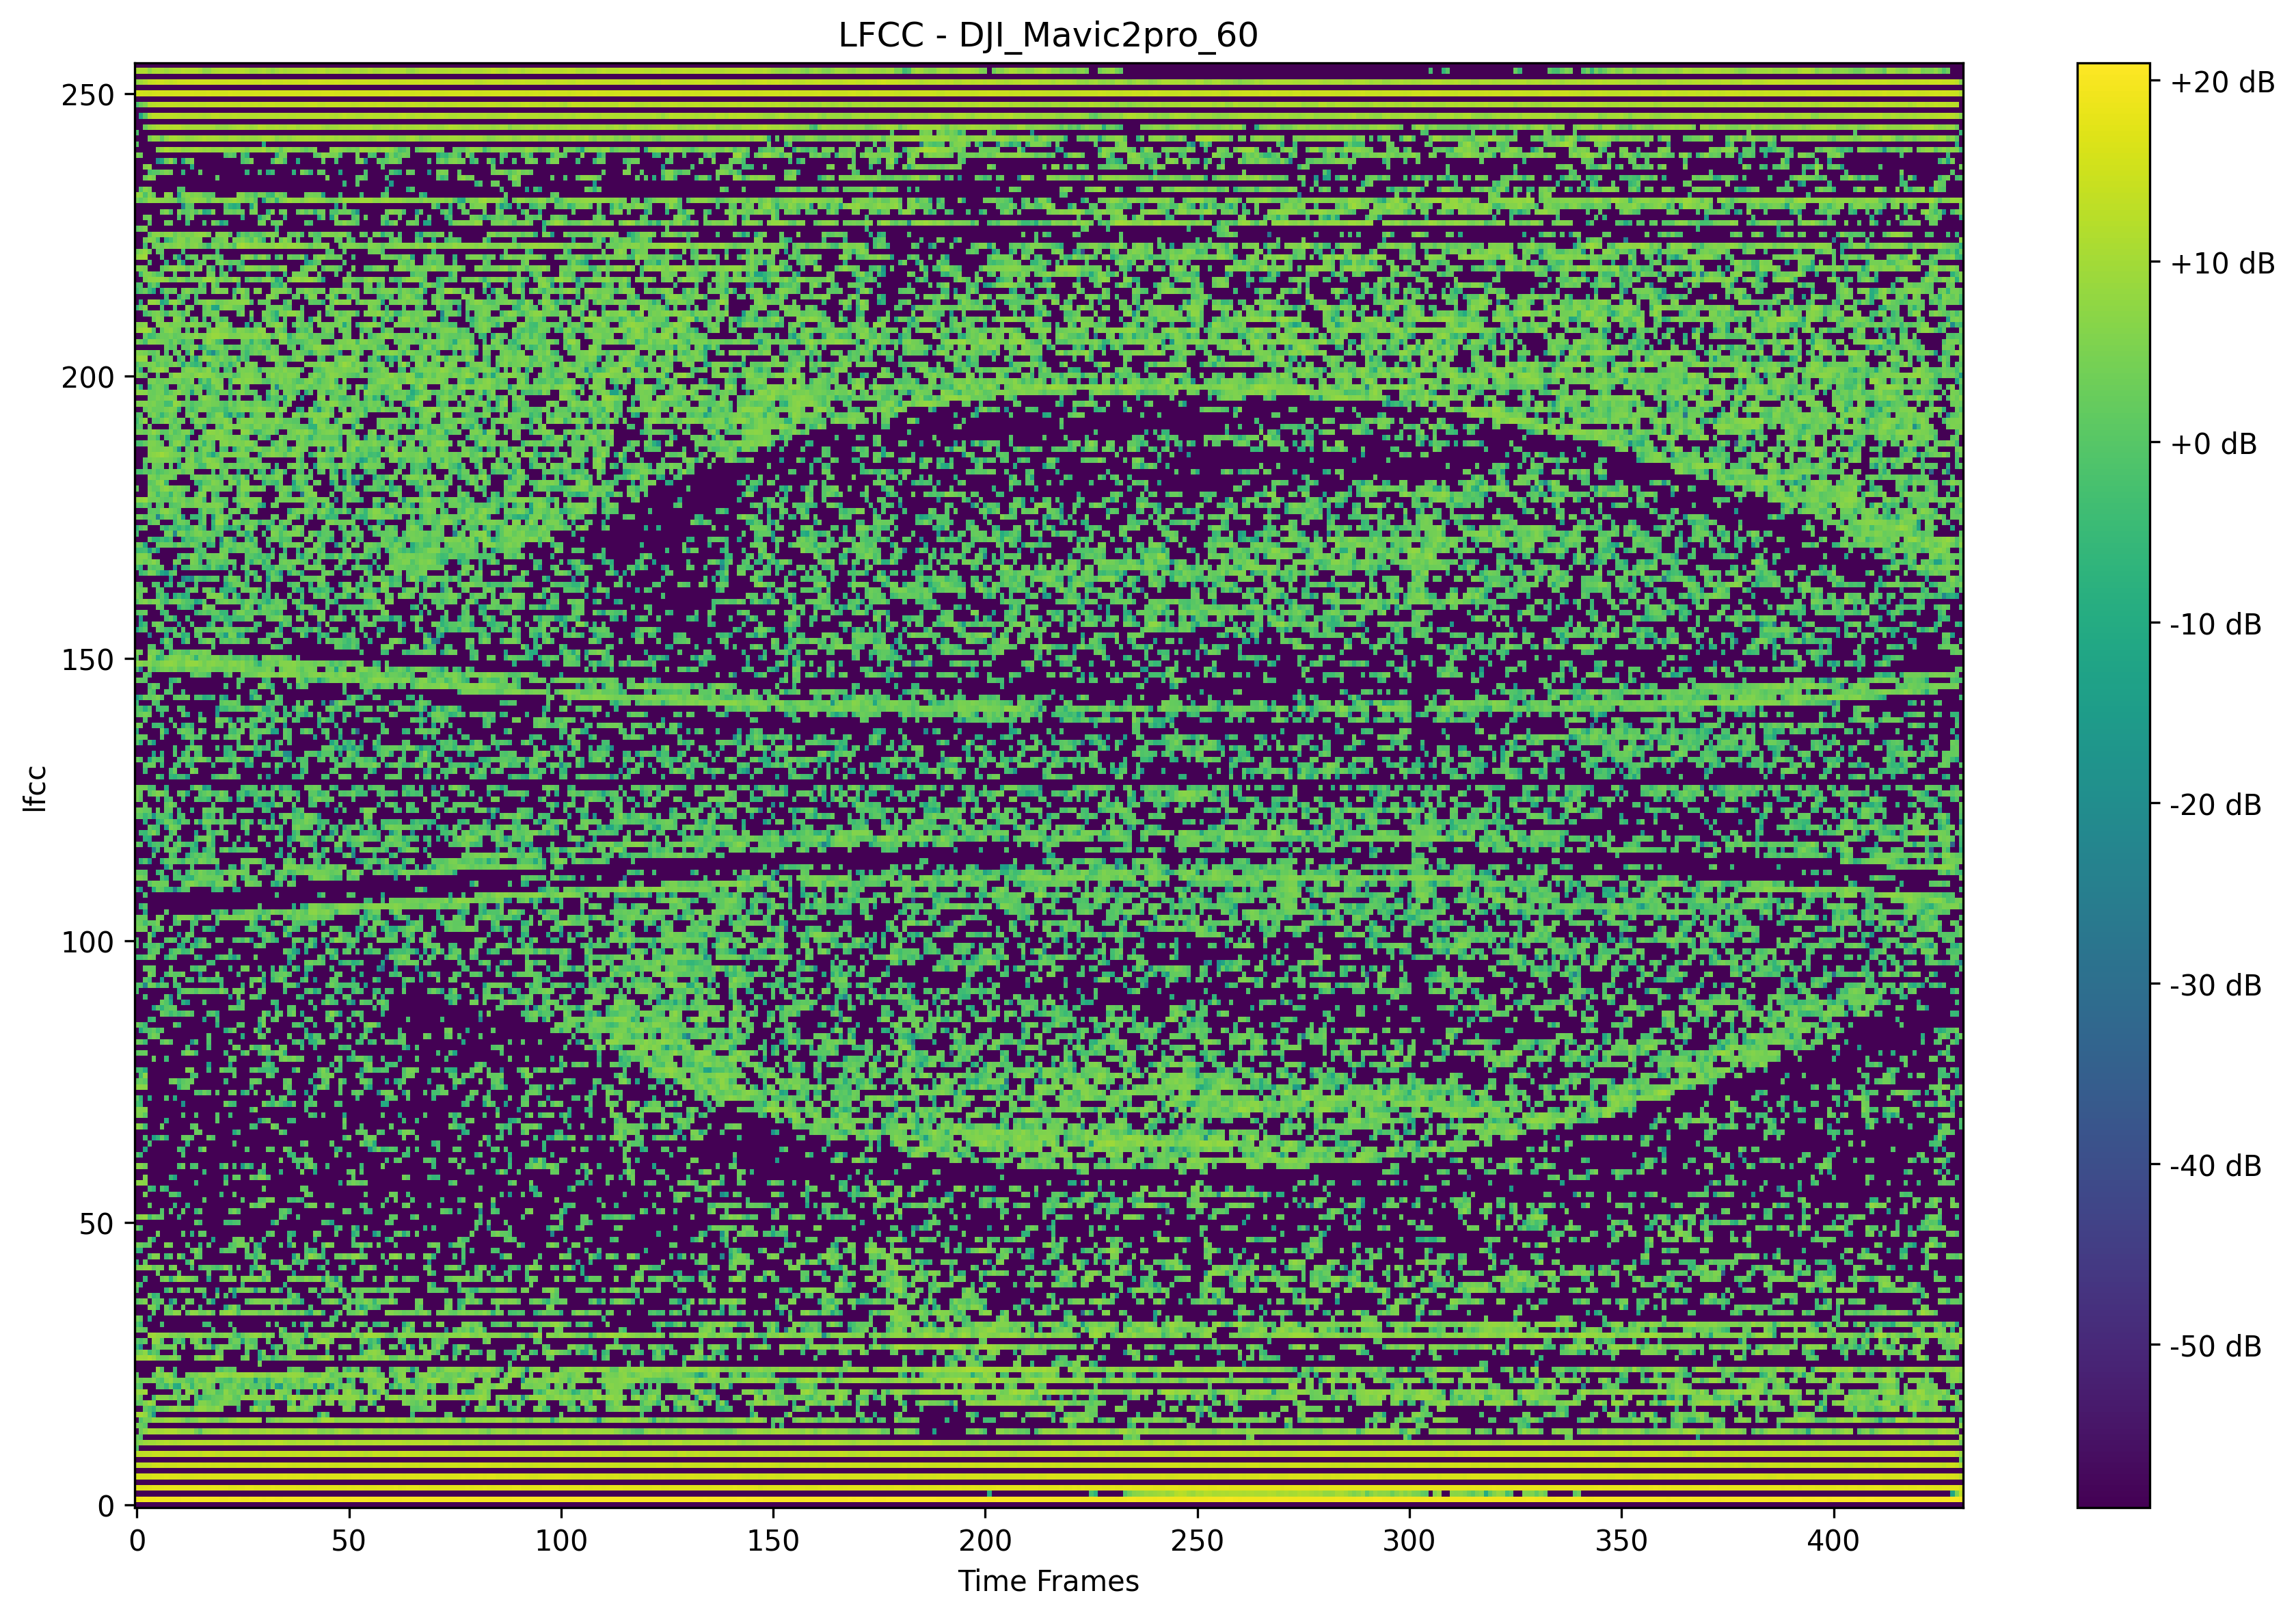 LFCC - DJI_Mavic2pro_60
250
200
150
100
50
0
lfcc
0 50 100 150 200 250 300 350 400
Time Frames
+20 dB
+10 dB
+0 dB
-10 dB
-20 dB
-30 dB
-40 dB
-50 dB